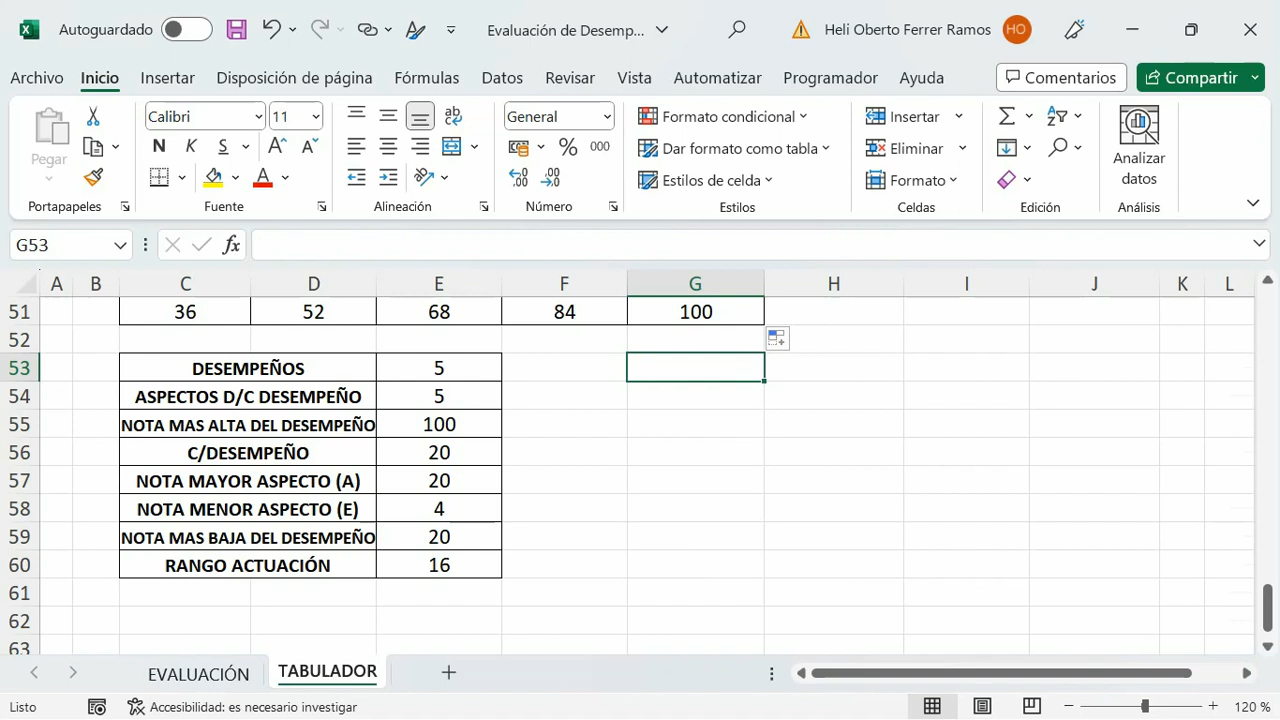 Autoguardado Evaluación de Desemp... Heli Oberto Ferrer Ramos HO
Archivo Inicio Insertar Disposición de página Fórmulas Datos Revisar Vista Automatizar Programador Ayuda Comentarios Compartir
Pegar Calibri 11 General Formato condicional Insertar Analizar datos
N K S 000 Dar formato como tabla Eliminar
Estilos de celda Formato
Portapapeles Fuente Alineación Número Estilos Celdas Edición Análisis
G53 fx
A B C D E F G H I J K L
51 36 52 68 84 100
52
53 DESEMPEÑOS 5
54 ASPECTOS D/C DESEMPEÑO 5
55 NOTA MAS ALTA DEL DESEMPEÑO 100
56 C/DESEMPEÑO 20
57 NOTA MAYOR ASPECTO (A) 20
58 NOTA MENOR ASPECTO (E) 4
59 NOTA MAS BAJA DEL DESEMPEÑO 20
60 RANGO ACTUACIÓN 16
61
62
63
EVALUACIÓN TABULADOR
Listo Accesibilidad: es necesario investigar 120 %